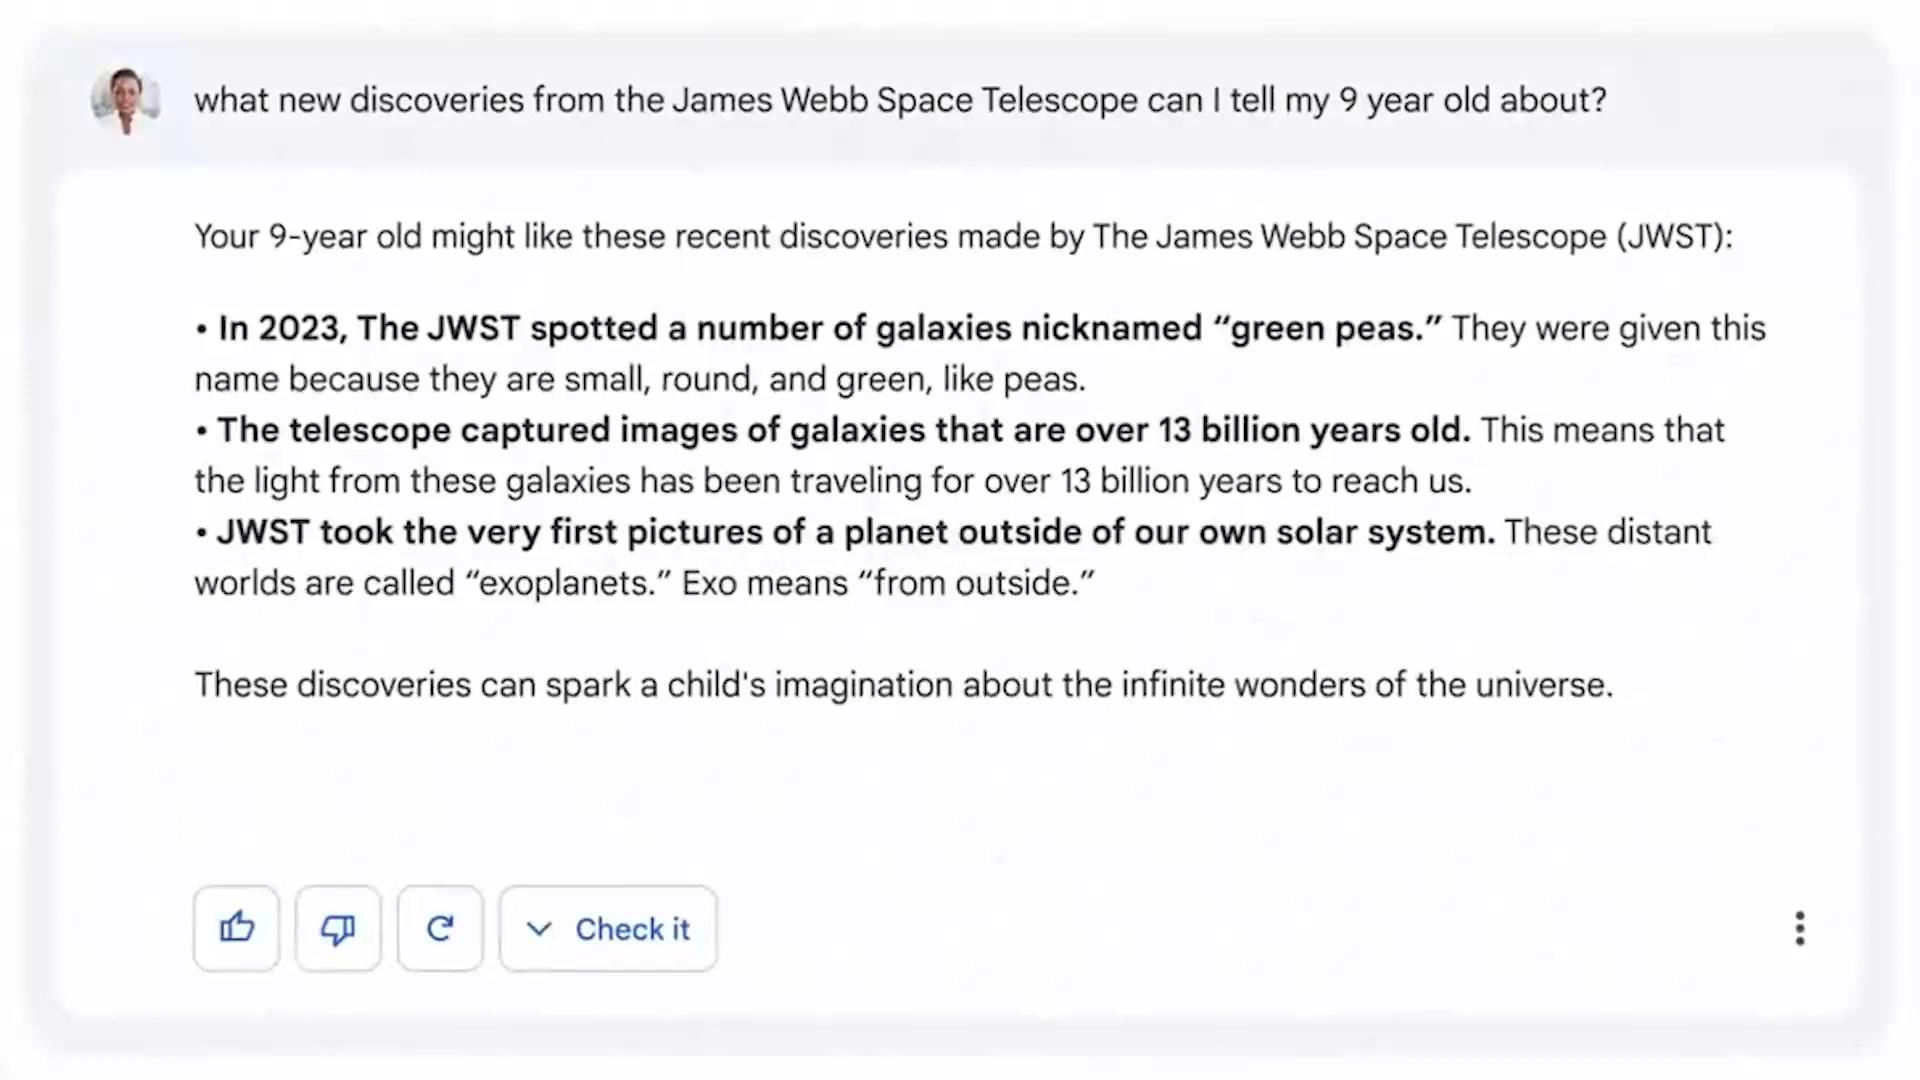 what new discoveries from the James Webb Space Telescope can I tell my 9 year old about?
Your 9-year old might like these recent discoveries made by The James Webb Space Telescope (JWST):
• In 2023, The JWST spotted a number of galaxies nicknamed “green peas.” They were given this
name because they are small, round, and green, like peas.
• The telescope captured images of galaxies that are over 13 billion years old. This means that
the light from these galaxies has been traveling for over 13 billion years to reach us.
• JWST took the very first pictures of a planet outside of our own solar system. These distant
worlds are called “exoplanets.” Exo means “from outside.”
These discoveries can spark a child's imagination about the infinite wonders of the universe.
Check it